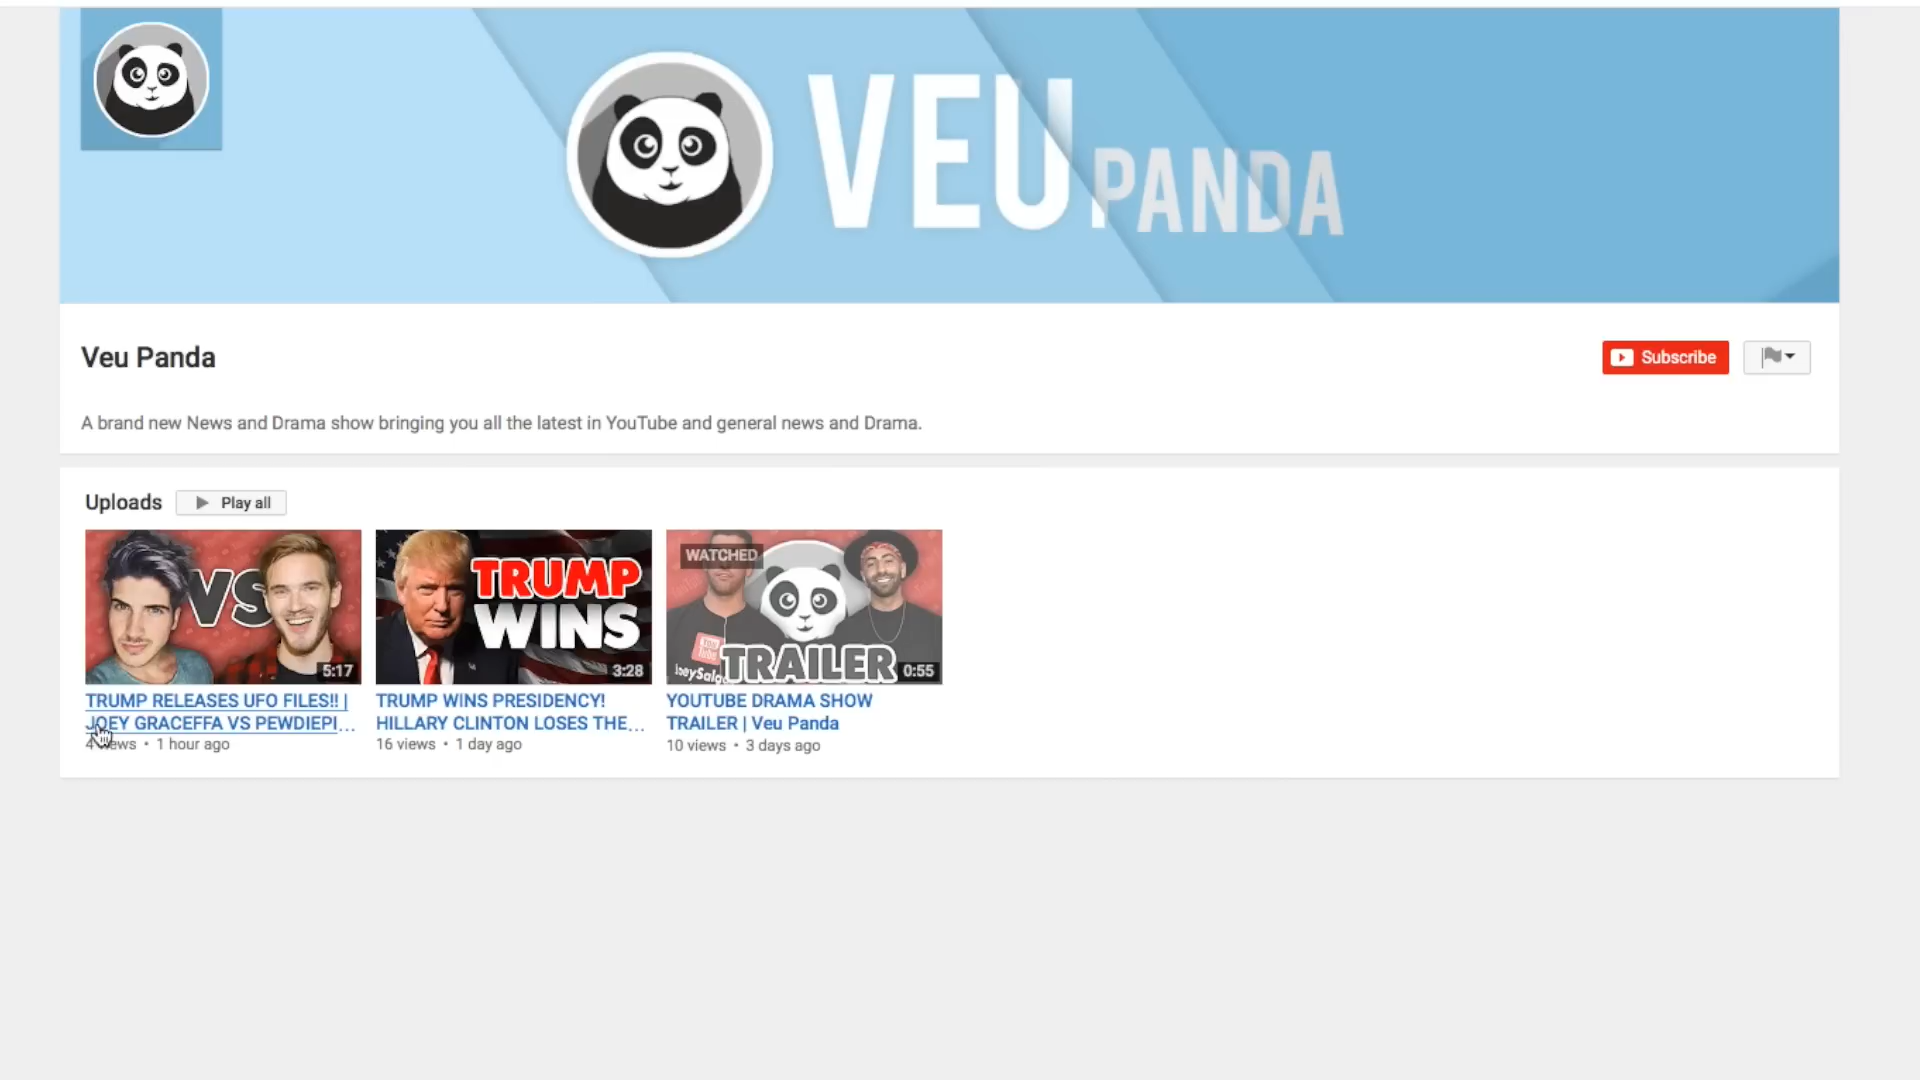 VEU PANDA
Veu Panda
Subscribe
A brand new News and Drama show bringing you all the latest in YouTube and general news and Drama.
Uploads
Play all
VS
5:17
TRUMP
WINS
3:28
WATCHED
You
Tube
JoeySalg
TRAILER
0:55
TRUMP RELEASES UFO FILES!! |
JOEY GRACEFFA VS PEWDIEPI...
1 hour ago
TRUMP WINS PRESIDENCY!
HILLARY CLINTON LOSES THE...
16 views • 1 day ago
YOUTUBE DRAMA SHOW
TRAILER | Veu Panda
10 views • 3 days ago